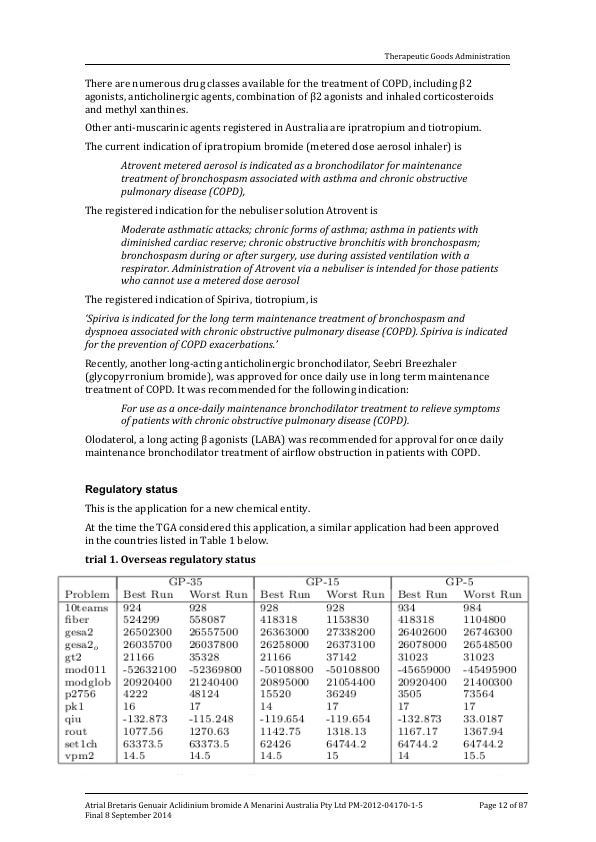 Therapeutic Goods Administration
There are numerous drug classes available for the treatment of COPD, including β2
agonists, anticholinergic agents, combination of β2 agonists and inhaled corticosteroids
and methyl xanthines.
Other anti-muscarinic agents registered in Australia are ipratropium and tiotropium.
The current indication of ipratropium bromide (metered dose aerosol inhaler) is
Atrovent metered aerosol is indicated as a bronchodilator for maintenance
treatment of bronchospasm associated with asthma and chronic obstructive
pulmonary disease (COPD),
The registered indication for the nebuliser solution Atrovent is
Moderate asthmatic attacks; chronic forms of asthma; asthma in patients with
diminished cardiac reserve; chronic obstructive bronchitis with bronchospasm;
bronchospasm during or after surgery, use during assisted ventilation with a
respirator. Administration of Atrovent via a nebuliser is intended for those patients
who cannot use a metered dose aerosol
The registered indication of Spiriva, tiotropium, is
‘Spiriva is indicated for the long term maintenance treatment of bronchospasm and
dyspnoea associated with chronic obstructive pulmonary disease (COPD). Spiriva is indicated
for the prevention of COPD exacerbations.’
Recently, another long-acting anticholinergic bronchodilator, Seebri Breezhaler
(glycopyrronium bromide), was approved for once daily use in long term maintenance
treatment of COPD. It was recommended for the following indication:
For use as a once-daily maintenance bronchodilator treatment to relieve symptoms
of patients with chronic obstructive pulmonary disease (COPD).
Olodaterol, a long acting β agonists (LABA) was recommended for approval for once daily
maintenance bronchodilator treatment of airflow obstruction in patients with COPD.
Regulatory status
This is the application for a new chemical entity.
At the time the TGA considered this application, a similar application had been approved
in the countries listed in Table 1 below.
trial 1. Overseas regulatory status
GP-35 GP-15 GP-5
Problem Best Run Worst Run Best Run Worst Run Best Run Worst Run
10teams 924 928 928 928 934 984
fiber 524299 558087 418318 1153830 418318 1104800
gesa2 26502300 26557500 26363000 27338200 26402600 26746300
gesa2_o 26035700 26037800 26258000 26373100 26078000 26548500
gt2 21166 35328 21166 37142 31023 31023
mod011 -52632100 -52369800 -50108800 -50108800 -45659000 -45495900
modglob 20920400 21240400 20895000 21054400 20920400 21400300
p2756 4222 48124 15520 36249 3505 73564
pk1 16 17 14 17 17 17
qiu -132.873 -115.248 -119.654 -119.654 -132.873 33.0187
rout 1077.56 1270.63 1142.75 1318.13 1167.17 1367.94
set1ch 63373.5 63373.5 62426 64744.2 64744.2 64744.2
vpm2 14.5 14.5 14.5 15 14 15.5
Atrial Bretaris Genuair Aclidinium bromide A Menarini Australia Pty Ltd PM-2012-04170-1-5 Page 12 of 87
Final 8 September 2014